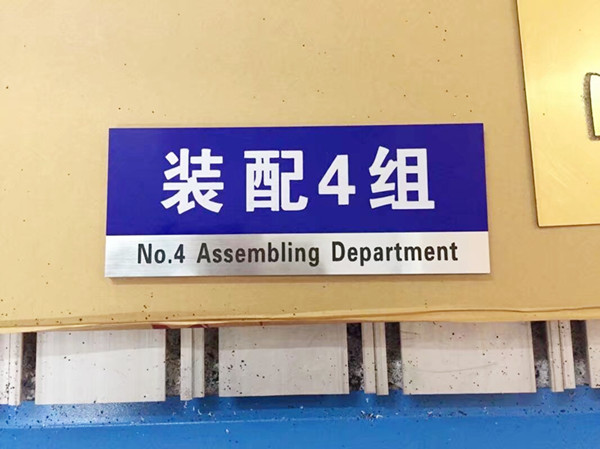 装配4组
No.4 Assembling Department